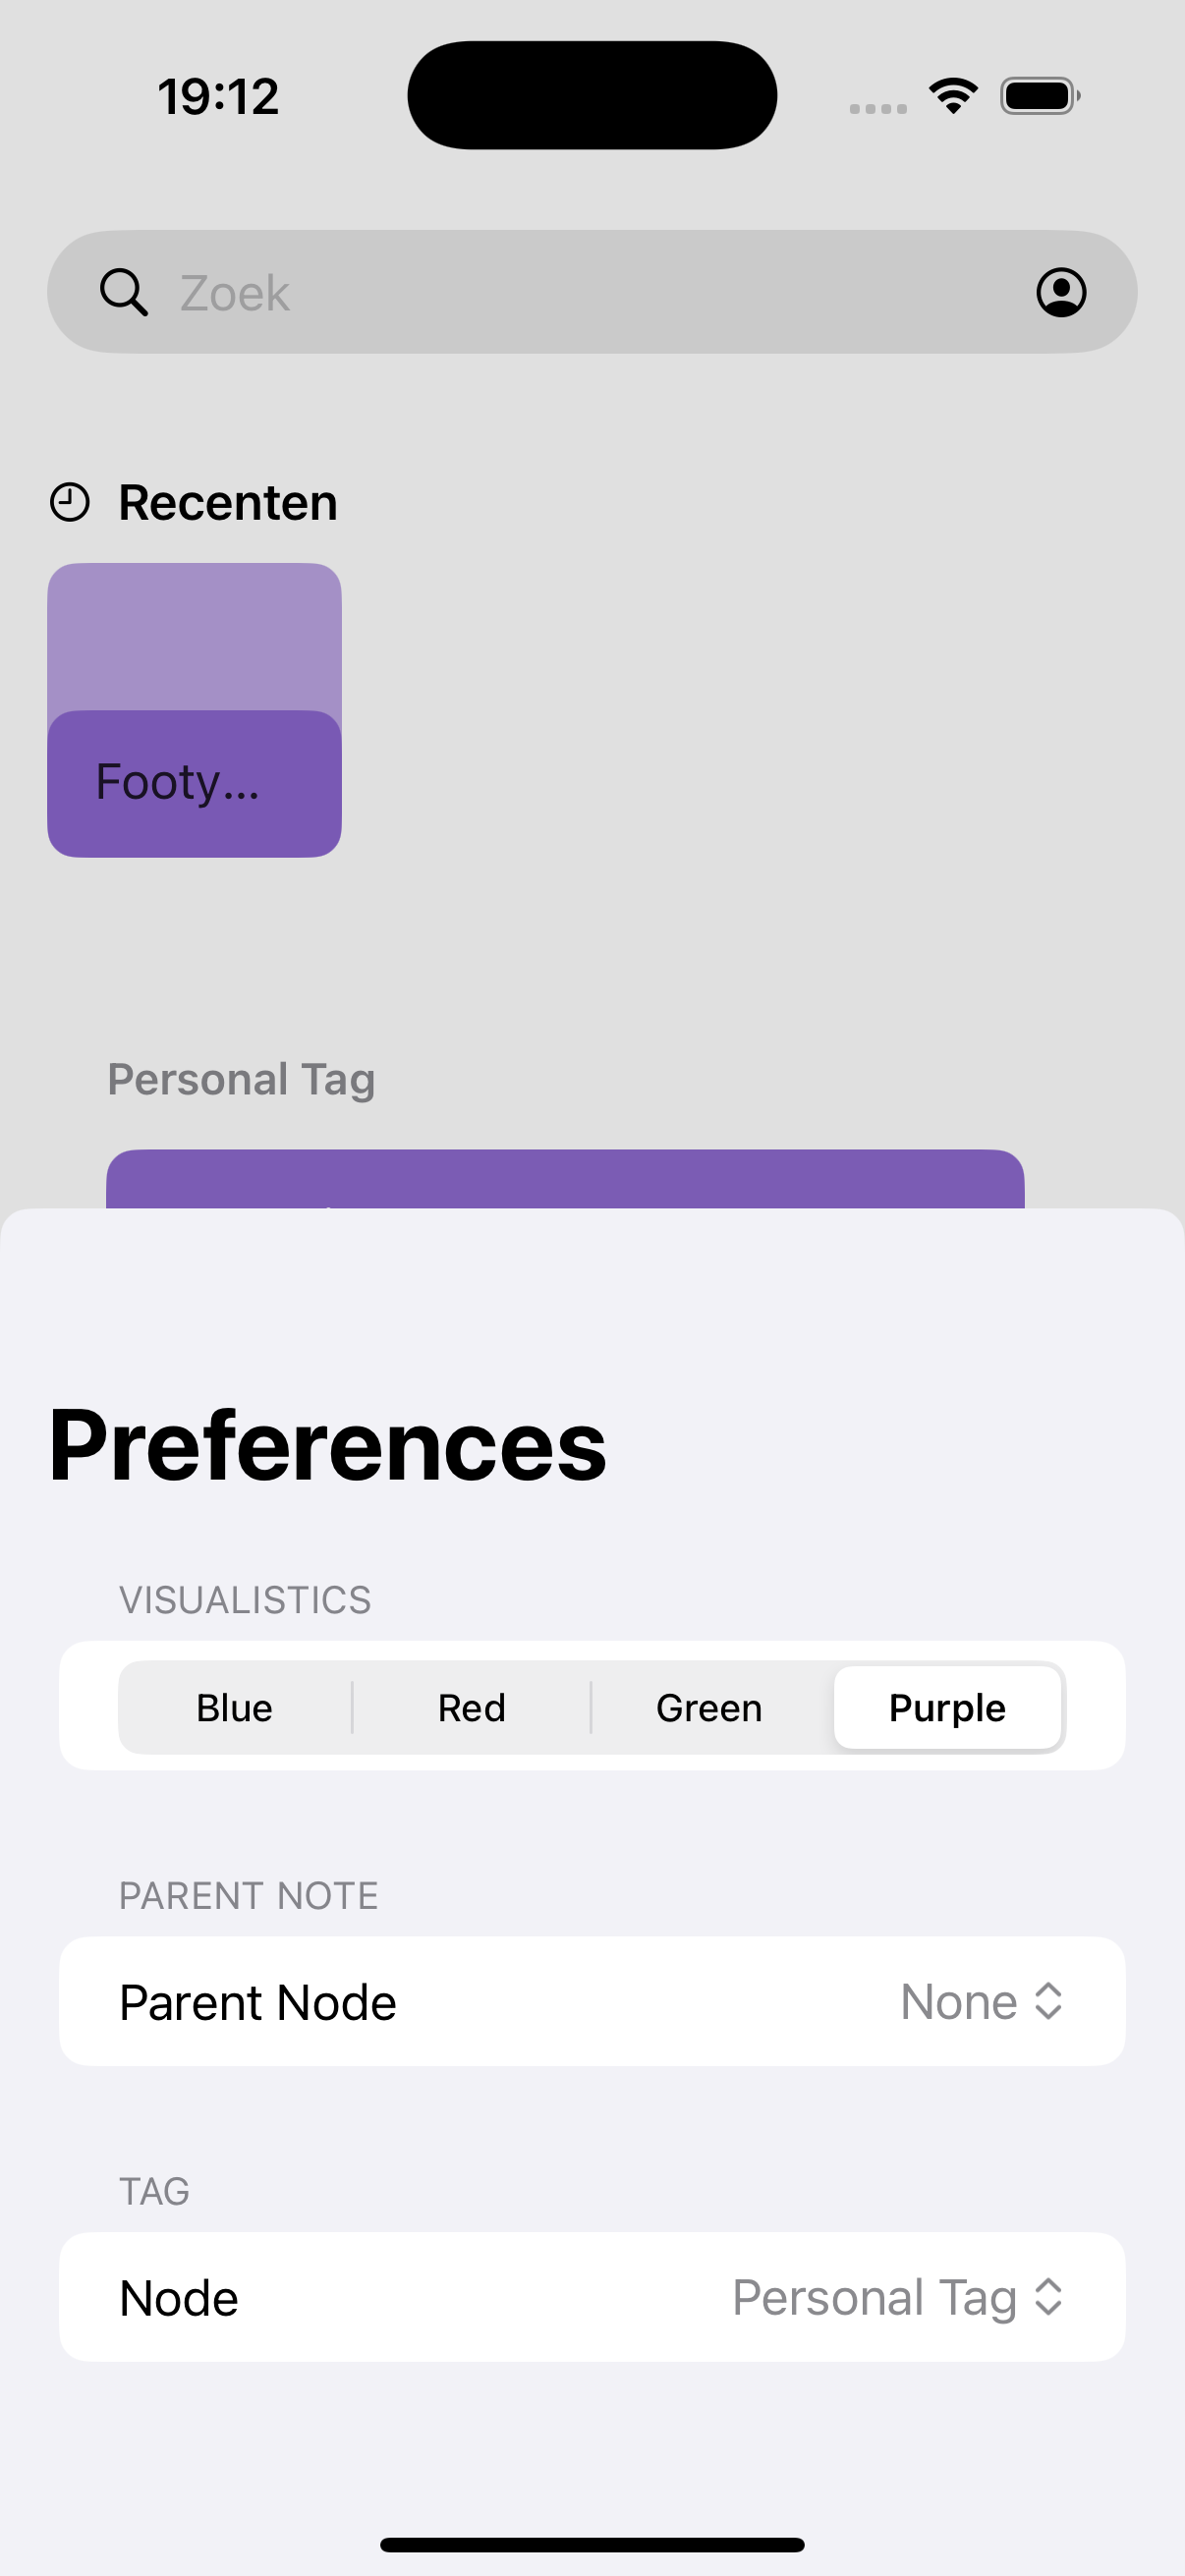 19:12
Zoek
Recenten
Footy...
Personal Tag
Preferences
VISUALISTICS
Blue Red Green Purple
PARENT NOTE
Parent Node None
TAG
Node Personal Tag